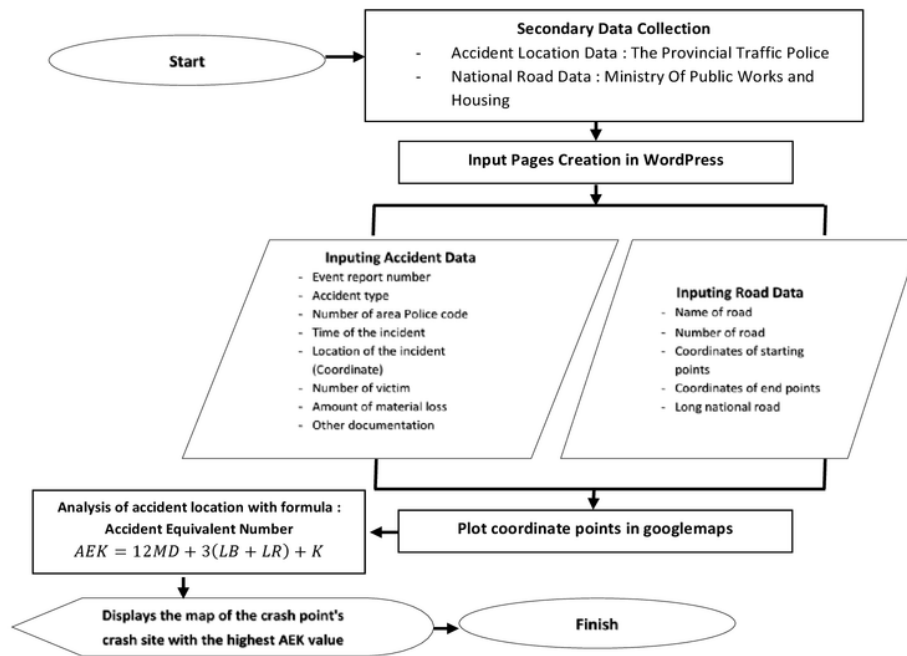 Start
Secondary Data Collection
- Accident Location Data : The Provincial Traffic Police
- National Road Data : Ministry Of Public Works and
Housing
Input Pages Creation in WordPress
Inputing Accident Data
- Event report number
- Accident type
- Number of area Police code
- Time of the incident
- Location of the incident
(Coordinate)
- Number of victim
- Amount of material loss
- Other documentation
Inputing Road Data
- Name of road
- Number of road
- Coordinates of starting
points
- Coordinates of end points
- Long national road
Plot coordinate points in googlemaps
Analysis of accident location with formula :
Accident Equivalent Number
AEK = 12MD + 3(LB + LR) + K
Displays the map of the crash point's
crash site with the highest AEK value
Finish